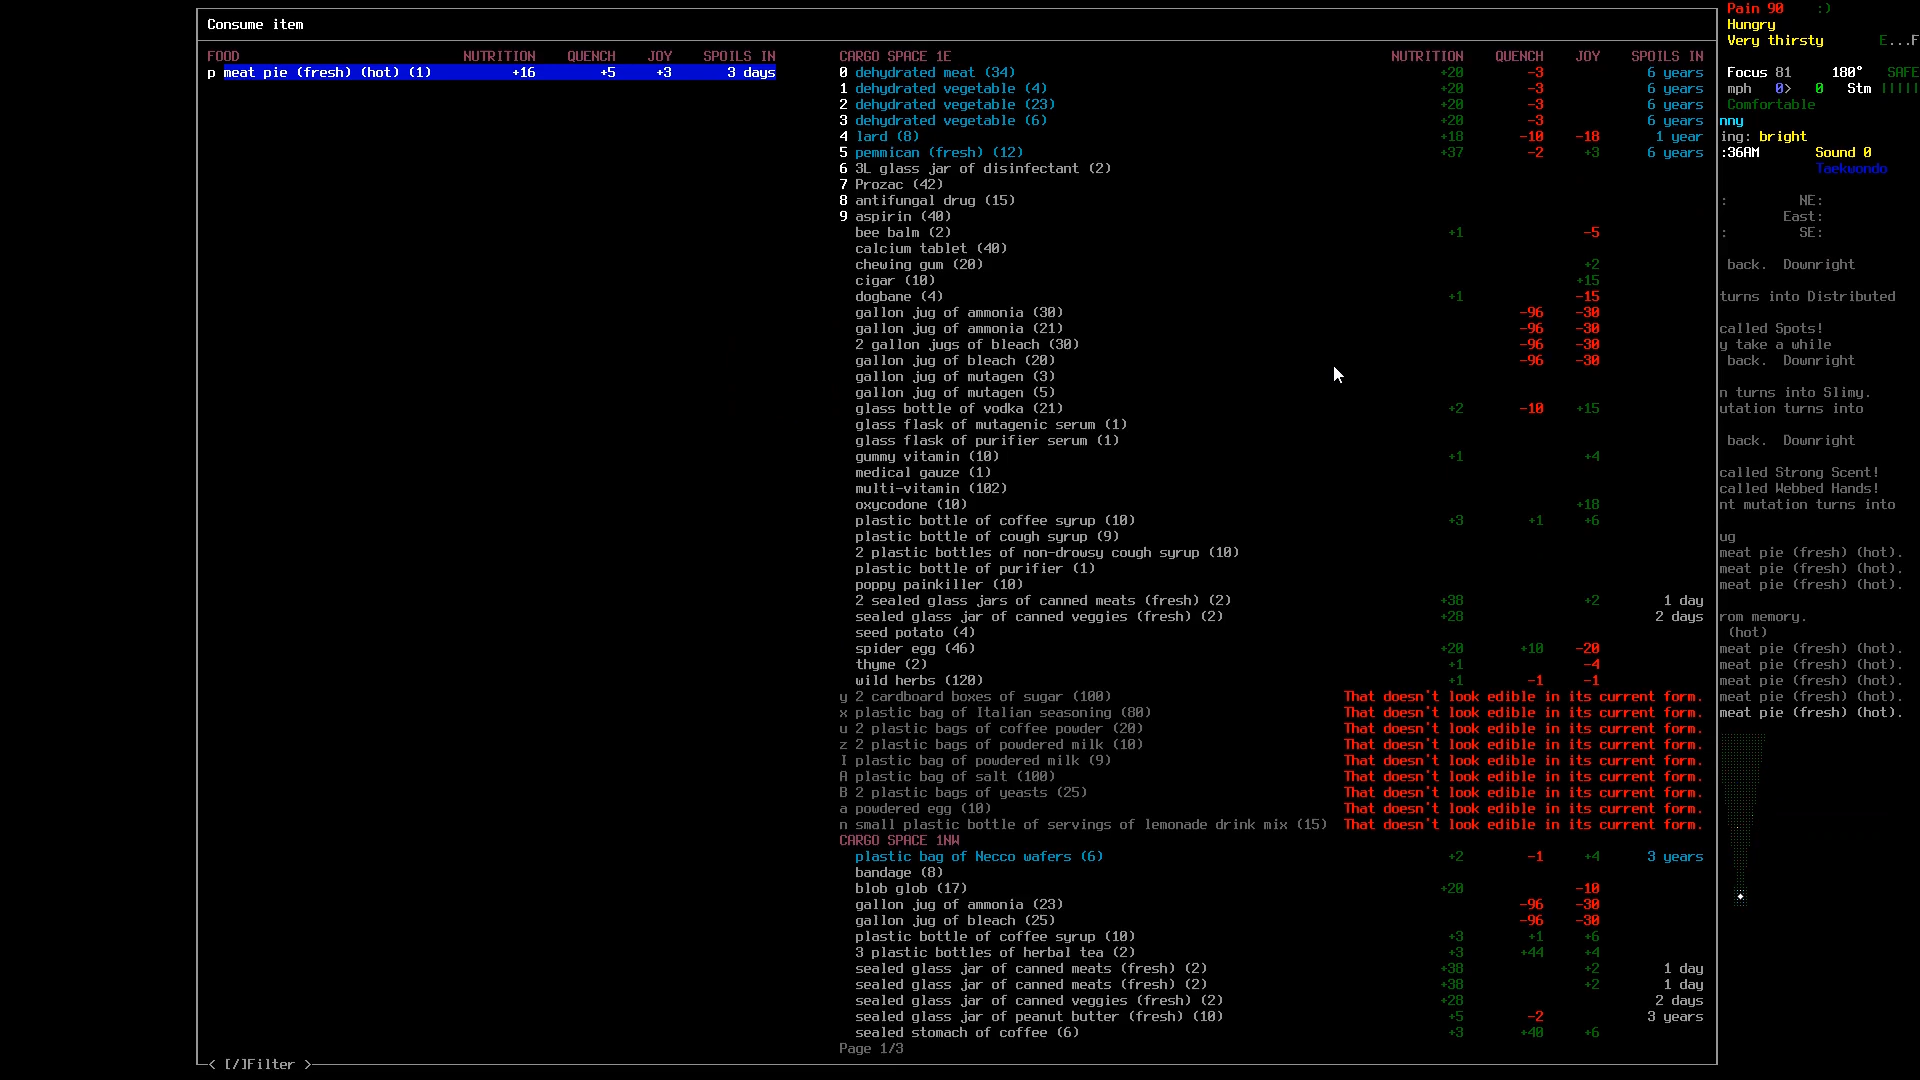 Consume item
FOOD NUTRITION QUENCH JOY SPOILS IN
p meat pie (fresh) (hot) (1) +16 +5 +3 3 days
CARGO SPACE 1E NUTRITION QUENCH JOY SPOILS IN
0 dehydrated meat (34) +20 -3 6 years
1 dehydrated vegetable (4) +20 -3 6 years
2 dehydrated vegetable (23) +20 -3 6 years
3 dehydrated vegetable (6) +20 -3 6 years
4 lard (8) +18 -10 -18 1 year
5 pemmican (fresh) (12) +37 -2 +3 6 years
6 3L glass jar of disinfectant (2)
7 Prozac (42)
8 antifungal drug (15)
9 aspirin (40)
bee balm (2) +1 -5
calcium tablet (40)
chewing gum (20) +2
cigar (10) +15
dogbane (4) +1 -15
gallon jug of ammonia (30) -96 -30
gallon jug of ammonia (21) -96 -30
2 gallon jugs of bleach (30) -96 -30
gallon jug of bleach (20) -96 -30
gallon jug of mutagen (3)
gallon jug of mutagen (5)
glass bottle of vodka (21) +2 -10 +15
glass flask of mutagenic serum (1)
glass flask of purifier serum (1)
gummy vitamin (10) +1 +4
medical gauze (1)
multi-vitamin (102)
oxycodone (10) +18
plastic bottle of coffee syrup (10) +3 +1 +6
plastic bottle of cough syrup (9)
2 plastic bottles of non-drowsy cough syrup (10)
plastic bottle of purifier (1)
poppy painkiller (10)
2 sealed glass jars of canned meats (fresh) (2) +38 +2 1 day
sealed glass jar of canned veggies (fresh) (2) +28 2 days
seed potato (4)
spider egg (46) +20 +10 -20
thyme (2) +1 -4
wild herbs (120) +1 -1 -1
y 2 cardboard boxes of sugar (100) That doesn't look edible in its current form.
x plastic bag of Italian seasoning (80) That doesn't look edible in its current form.
u 2 plastic bags of coffee powder (20) That doesn't look edible in its current form.
z 2 plastic bags of powdered milk (10) That doesn't look edible in its current form.
I plastic bag of powdered milk (9) That doesn't look edible in its current form.
A plastic bag of salt (100) That doesn't look edible in its current form.
B 2 plastic bags of yeasts (25) That doesn't look edible in its current form.
a powdered egg (10) That doesn't look edible in its current form.
n small plastic bottle of servings of lemonade drink mix (15) That doesn't look edible in its current form.
CARGO SPACE 1NW
plastic bag of Necco wafers (6) +2 -1 +4 3 years
bandage (8)
blob glob (17) +20 -10
gallon jug of ammonia (23) -96 -30
gallon jug of bleach (25) -96 -30
plastic bottle of coffee syrup (10) +3 +1 +6
3 plastic bottles of herbal tea (2) +3 +44 +4
sealed glass jar of canned meats (fresh) (2) +38 +2 1 day
sealed glass jar of canned meats (fresh) (2) +38 +2 1 day
sealed glass jar of canned veggies (fresh) (2) +28 2 days
sealed glass jar of peanut butter (fresh) (10) +5 -2 3 years
sealed stomach of coffee (6) +3 +40 +6
Page 1/3
< [/]Filter >
Pain 90 :)
Hungry
Very thirsty E...F
Focus 81 180° SAFE
mph 0> 0 Stm |||||
Comfortable
nny
ing: bright
:36AM Sound 0
Taekwondo
: NE:
East:
: SE:
back. Downright
turns into Distributed
called Spots!
y take a while
back. Downright
n turns into Slimy.
utation turns into
back. Downright
called Strong Scent!
called Webbed Hands!
nt mutation turns into
ug
meat pie (fresh) (hot).
meat pie (fresh) (hot).
meat pie (fresh) (hot).
rom memory.
(hot)
meat pie (fresh) (hot).
meat pie (fresh) (hot).
meat pie (fresh) (hot).
meat pie (fresh) (hot).
meat pie (fresh) (hot).